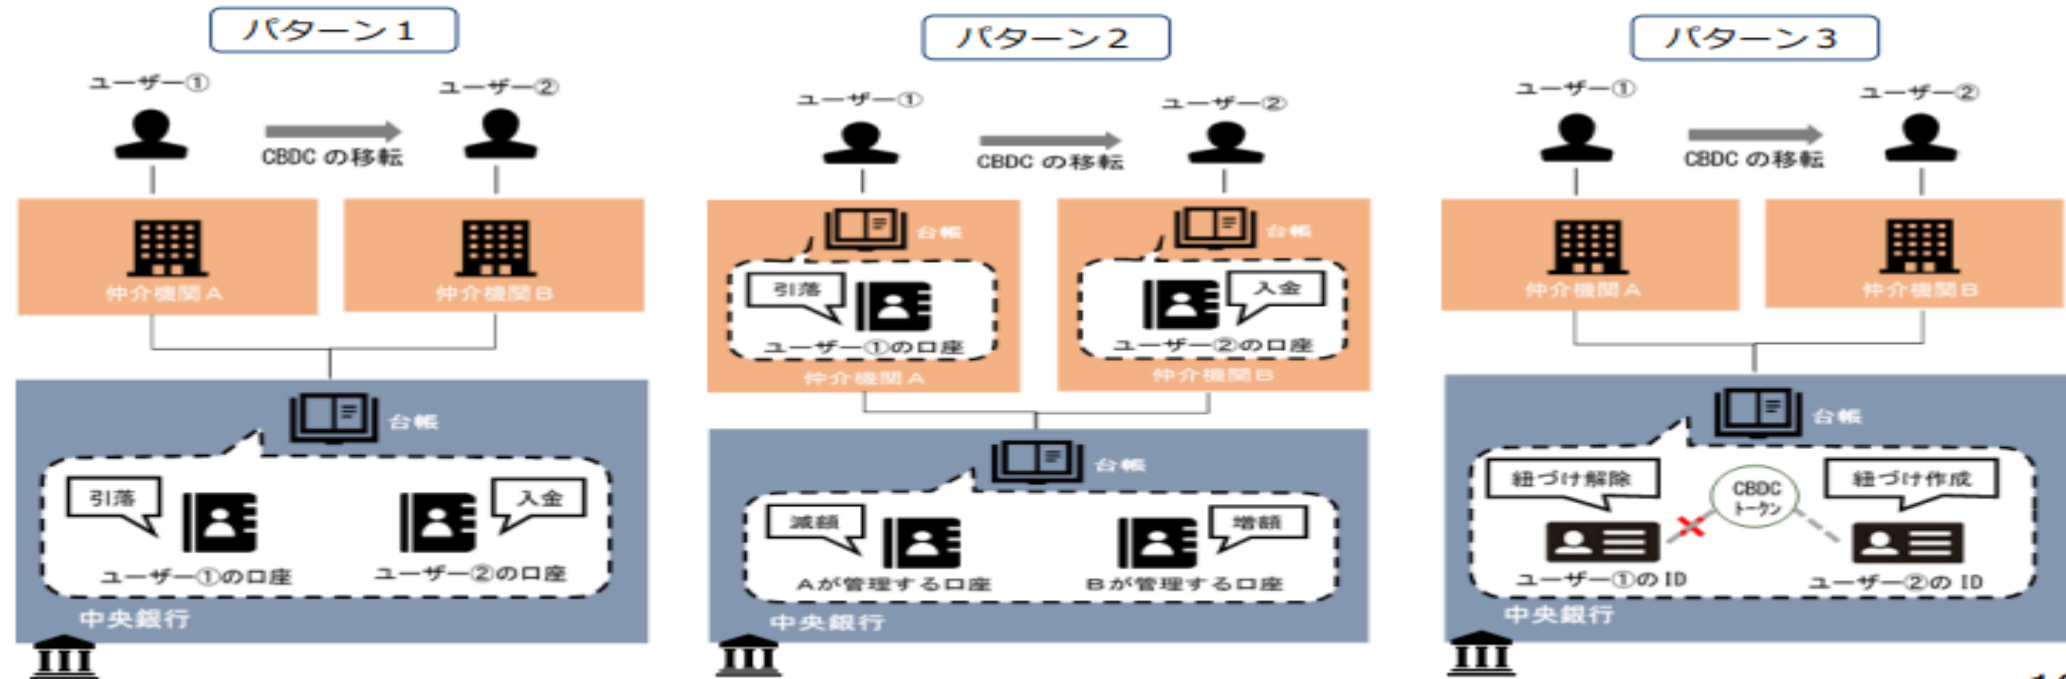 パターン１
ユーザー①
ユーザー②
CBDC の移転
仲介機関Ａ
仲介機関Ｂ
台帳
引落
入金
ユーザー①の口座
ユーザー②の口座
中央銀行
パターン２
ユーザー①
ユーザー②
CBDC の移転
台帳
台帳
引落
入金
ユーザー①の口座
ユーザー②の口座
仲介機関Ａ
仲介機関Ｂ
台帳
減額
増額
Ａが管理する口座
Ｂが管理する口座
中央銀行
パターン３
ユーザー①
ユーザー②
CBDC の移転
仲介機関Ａ
仲介機関Ｂ
台帳
紐づけ解除
CBDC
トークン
紐づけ作成
ユーザー①の ID
ユーザー②の ID
中央銀行